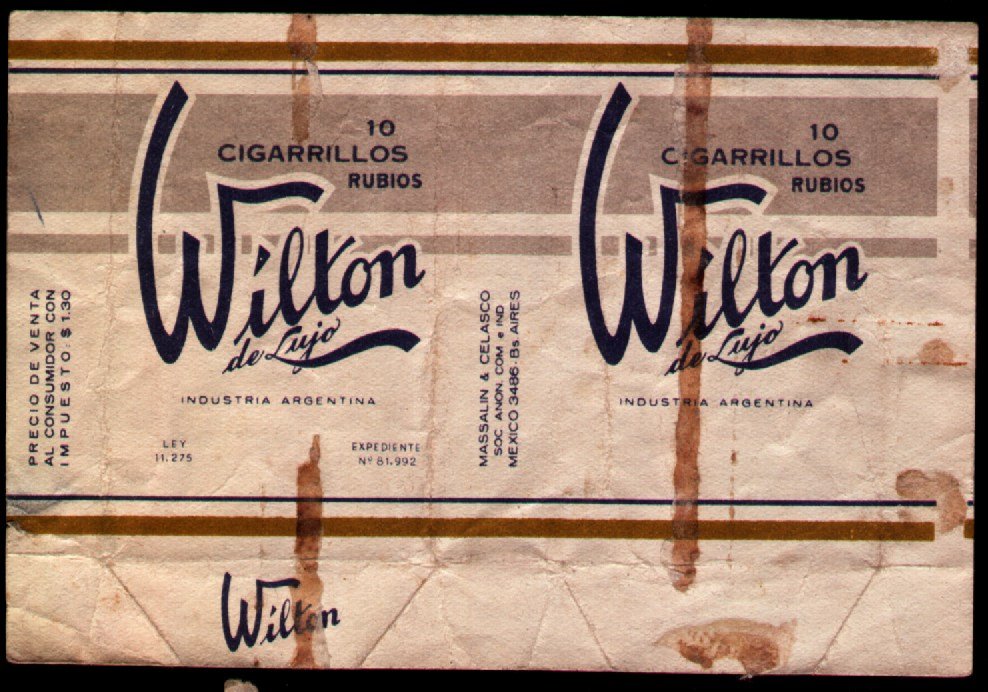 10
CIGARRILLOS
RUBIOS
Wilton
de Lujo
INDUSTRIA ARGENTINA
LEY
11.275
EXPEDIENTE
Nº 81.992
PRECIO DE VENTA
AL CONSUMIDOR CON
IMPUESTO. $ 1.30
MASSALIN & CELASCO
SOC ANON. COM. e IND
MEXICO 3486-Bs. AIRES
10
CIGARRILLOS
RUBIOS
Wilton
de Lujo
INDUSTRIA ARGENTINA
Wilton